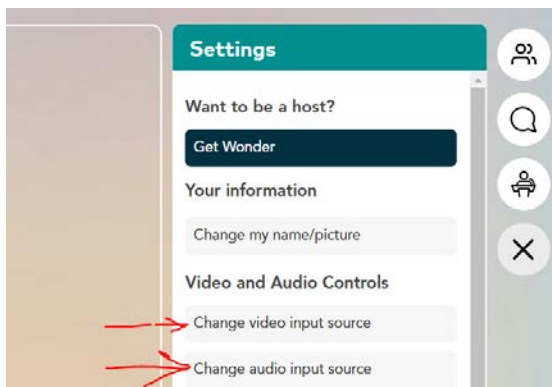 Settings
Want to be a host?
Get Wonder
Your information
Change my name/picture
Video and Audio Controls
Change video input source
Change audio input source